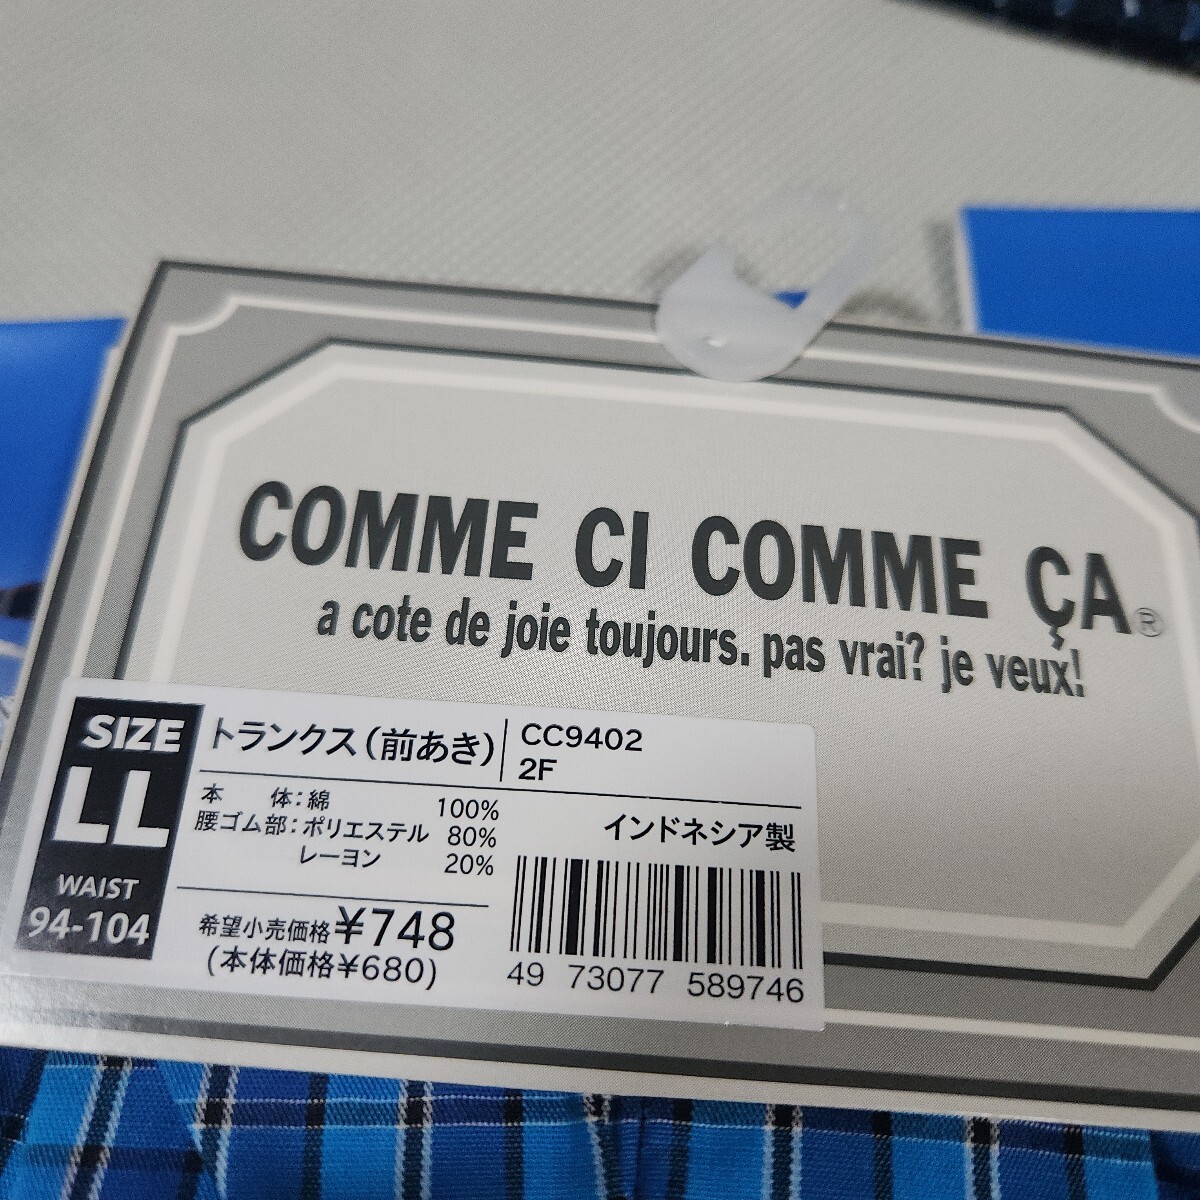 COMME CI COMME ÇA®
a cote de joie toujours. pas vrai? je veux!
SIZE
LL
WAIST
94-104
トランクス(前あき)
CC9402
2F
本　体:綿 100%
腰ゴム部:ポリエステル 80%
レーヨン 20%
インドネシア製
希望小売価格¥748
(本体価格¥680)
49 73077 589746